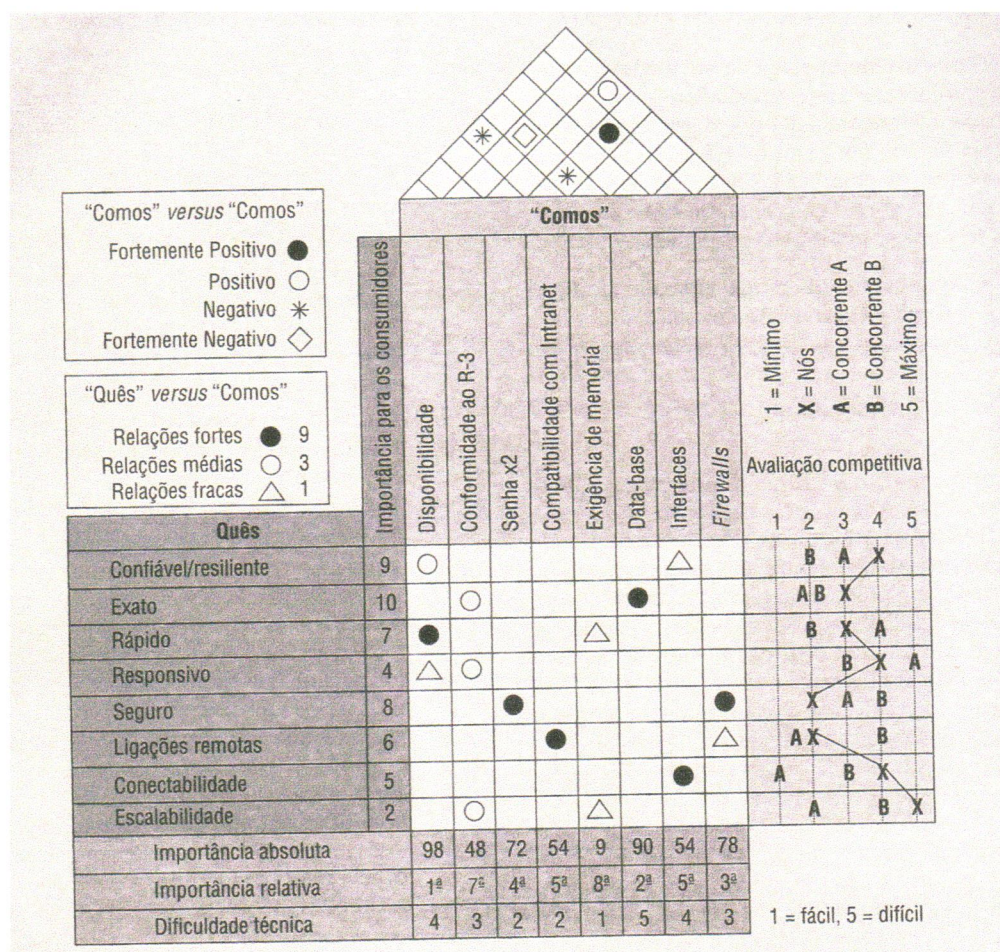 "Comos" versus "Comos"
Fortemente Positivo
Positivo
Negativo
Fortemente Negativo
"Quês" versus "Comos"
Relações fortes 9
Relações médias 3
Relações fracas 1
"Comos"
Importância para os consumidores
Disponibilidade
Conformidade ao R-3
Senha x2
Compatibilidade com Intranet
Exigência de memória
Data-base
Interfaces
Firewalls
1 = Mínimo
X = Nós
A = Concorrente A
B = Concorrente B
5 = Máximo
Avaliação competitiva
1 2 3 4 5
Quês
Confiável/resiliente 9 B A X
Exato 10 A B X
Rápido 7 B X A
Responsivo 4 B X A
Seguro 8 X A B
Ligações remotas 6 A X B
Conectabilidade 5 A B X
Escalabilidade 2 A B X
Importância absoluta 98 48 72 54 9 90 54 78
Importância relativa 1ª 7ª 4ª 5ª 8ª 2ª 5ª 3ª
Dificuldade técnica 4 3 2 2 1 5 4 3
1 = fácil, 5 = difícil